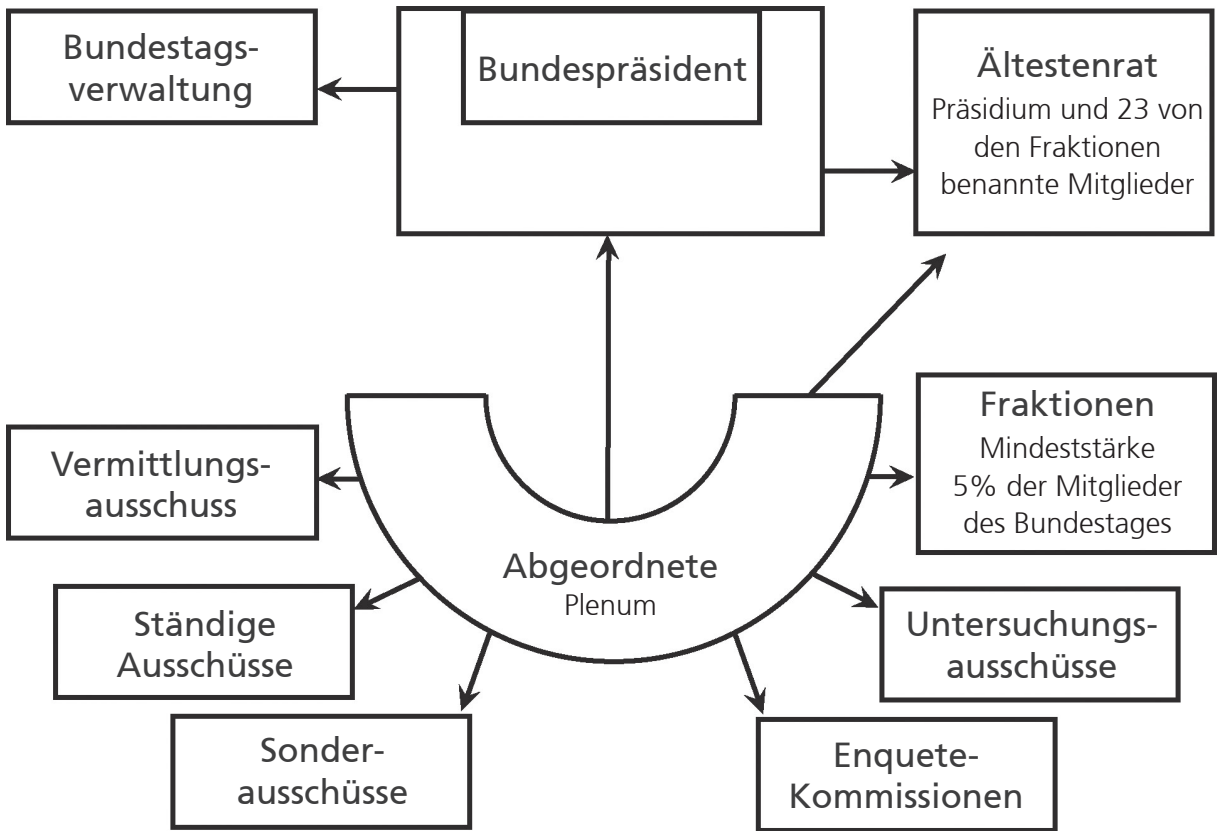 Bundestags-
verwaltung
Bundespräsident
Ältestenrat
Präsidium und 23 von
den Fraktionen
benannte Mitglieder
Vermittlungs-
ausschuss
Fraktionen
Mindeststärke
5% der Mitglieder
des Bundestages
Abgeordnete
Plenum
Ständige
Ausschüsse
Untersuchungs-
ausschüsse
Sonder-
ausschüsse
Enquete-
Kommissionen